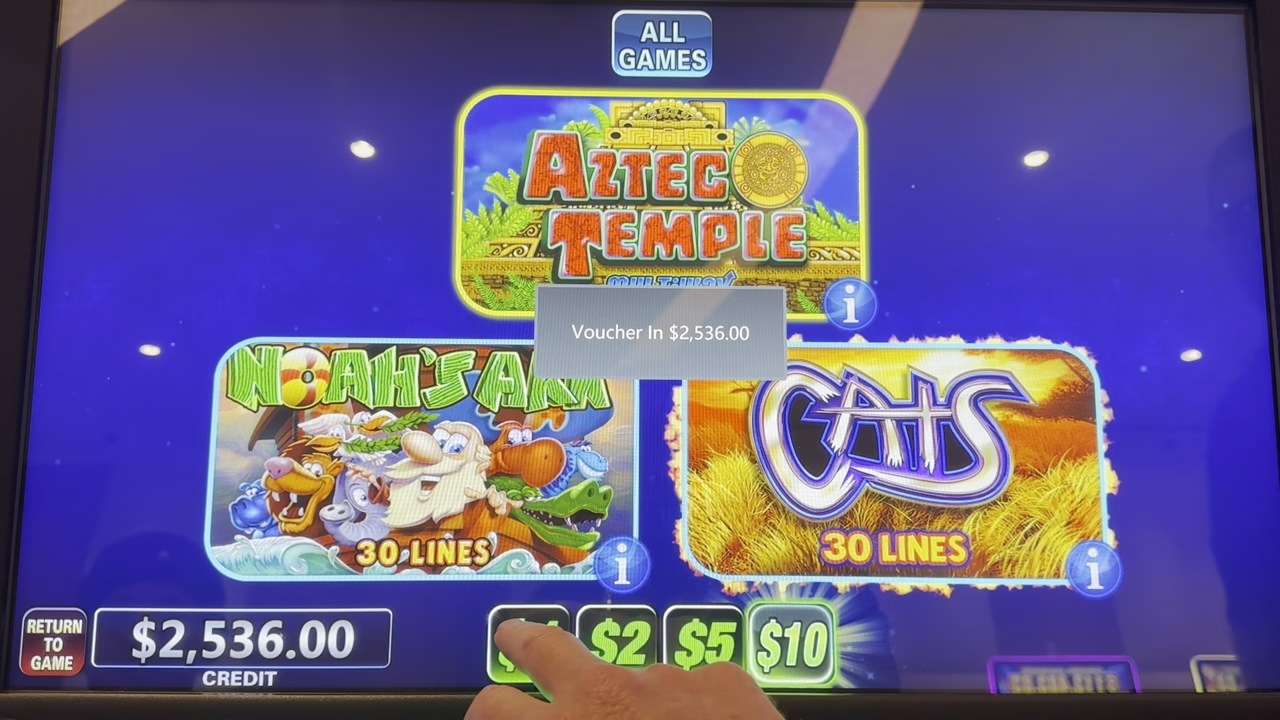 ALL
GAMES
AZTEC
TEMPLE
Voucher In $2,536.00
NOAH'S ARK
CATS
30 LINES
30 LINES
i
i
i
RETURN
TO
GAME
$2,536.00
CREDIT
$2
$5
$10